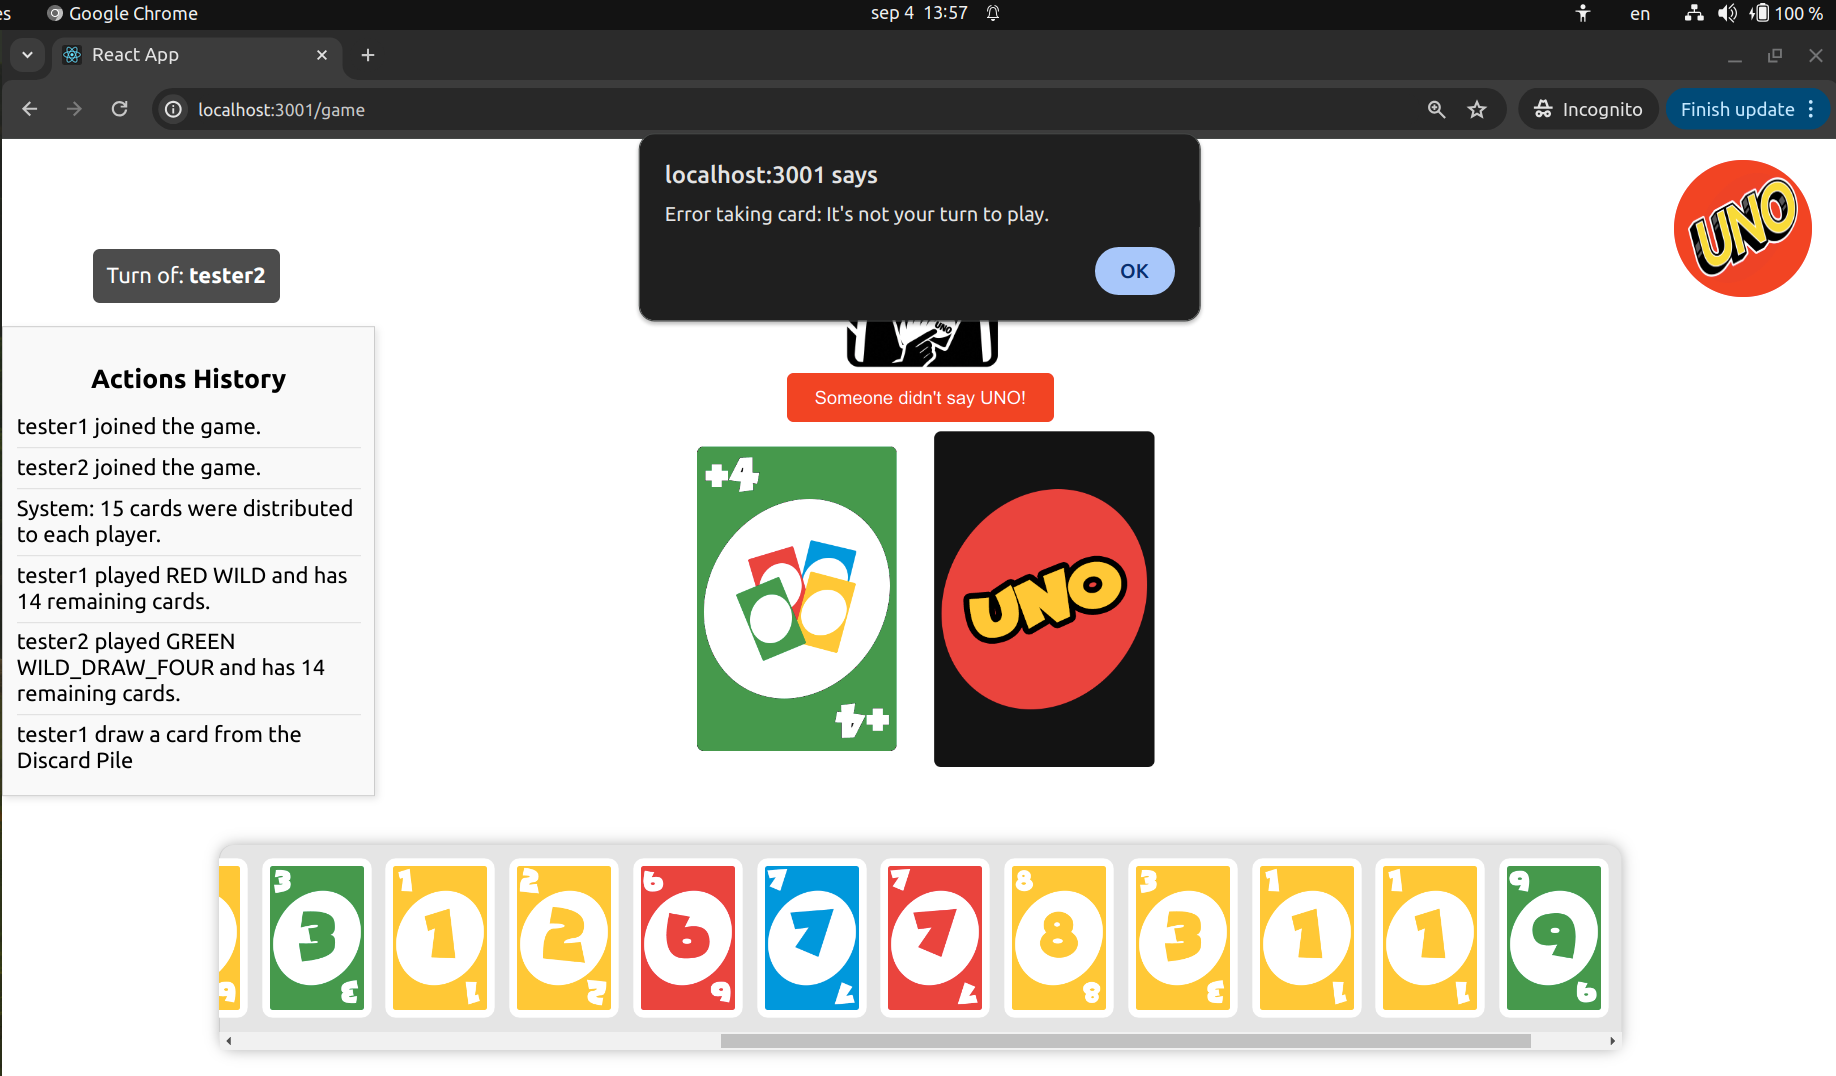 es
Google Chrome
sep 4 13:57
en
100 %
React App
localhost:3001/game
Incognito
Finish update
localhost:3001 says
Error taking card: It's not your turn to play.
OK
UNO
Turn of: tester2
UNO
Someone didn't say UNO!
Actions History
tester1 joined the game.
tester2 joined the game.
System: 15 cards were distributed
to each player.
tester1 played RED WILD and has
14 remaining cards.
tester2 played GREEN
WILD_DRAW_FOUR and has 14
remaining cards.
tester1 draw a card from the
Discard Pile
+4
+4
UNO
3 1 2 6 7 7 8 3 1 1 9
3 1 2 6 7 7 8 3 1 1 9
9 3 1 2 6 7 7 8 3 1 1 9